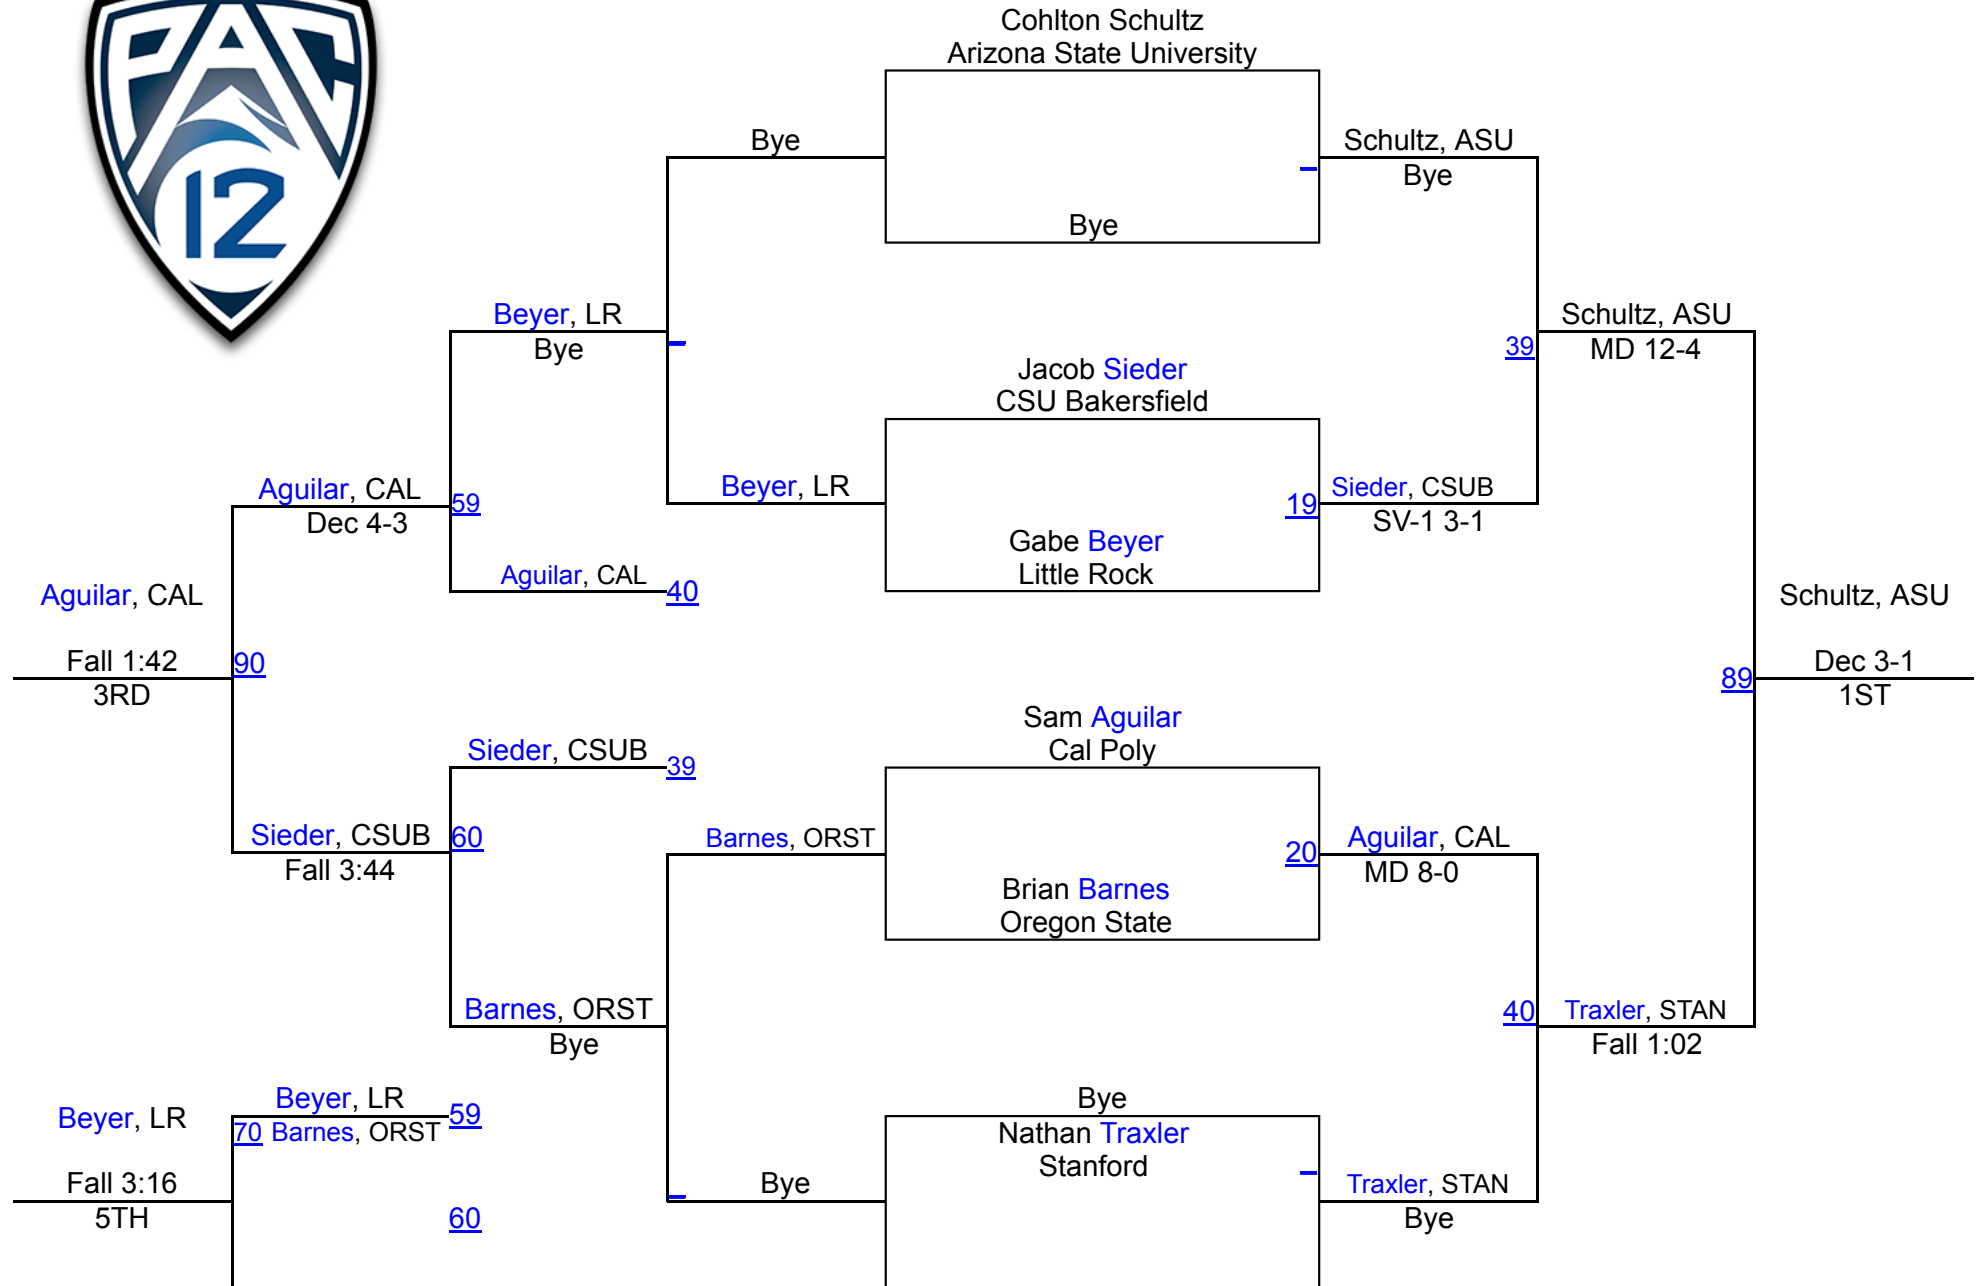 PAC
12
Cohlton Schultz
Arizona State University
Bye
Schultz, ASU
Bye
Bye
Beyer, LR
Bye
Schultz, ASU
39
MD 12-4
Jacob Sieder
CSU Bakersfield
Aguilar, CAL
59
Dec 4-3
Beyer, LR
19
Sieder, CSUB
SV-1 3-1
Gabe Beyer
Little Rock
Aguilar, CAL
40
Aguilar, CAL
Schultz, ASU
Fall 1:42
90
3RD
89
Dec 3-1
1ST
Sam Aguilar
Cal Poly
Sieder, CSUB
39
Sieder, CSUB
60
Fall 3:44
Barnes, ORST
20
Aguilar, CAL
MD 8-0
Brian Barnes
Oregon State
Barnes, ORST
Bye
40
Traxler, STAN
Fall 1:02
Beyer, LR
Beyer, LR
59
70 Barnes, ORST
Bye
Nathan Traxler
Stanford
Fall 3:16
5TH
60
Bye
Traxler, STAN
Bye